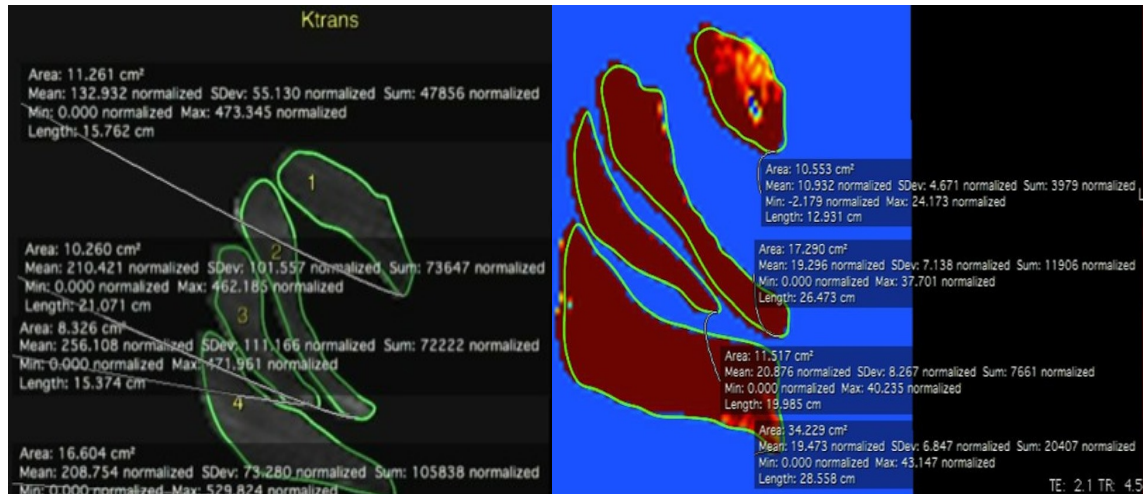 Ktrans
Area: 11.261 cm²
Mean: 132.932 normalized SDev: 55.130 normalized Sum: 47856 normalized
Min: 0.000 normalized Max: 473.345 normalized
Length: 15.762 cm
1
2
Area: 10.260 cm²
Mean: 210.421 normalized SDev: 101.557 normalized Sum: 73647 normalized
Min: 0.000 normalized Max: 462.185 normalized
Length: 21.071 cm
3
Area: 8.326 cm²
Mean: 256.108 normalized SDev: 111.166 normalized Sum: 72222 normalized
Min: 0.000 normalized Max: 471.961 normalized
Length: 15.374 cm
4
Area: 16.604 cm²
Mean: 208.754 normalized SDev: 73.280 normalized Sum: 105838 normalized
Min: 0.000 normalized Max: 529.824 normalized
Area: 10.553 cm²
Mean: 10.932 normalized SDev: 4.671 normalized Sum: 3979 normalized
Min: -2.179 normalized Max: 24.173 normalized
Length: 12.931 cm
Area: 17.290 cm²
Mean: 19.296 normalized SDev: 7.138 normalized Sum: 11906 normalized
Min: 0.000 normalized Max: 37.701 normalized
Length: 26.473 cm
Area: 11.517 cm²
Mean: 20.876 normalized SDev: 8.267 normalized Sum: 7661 normalized
Min: 0.000 normalized Max: 40.235 normalized
Length: 19.985 cm
Area: 34.229 cm²
Mean: 19.473 normalized SDev: 6.847 normalized Sum: 20407 normalized
Min: 0.000 normalized Max: 43.147 normalized
Length: 28.558 cm
TE: 2.1 TR: 4.5